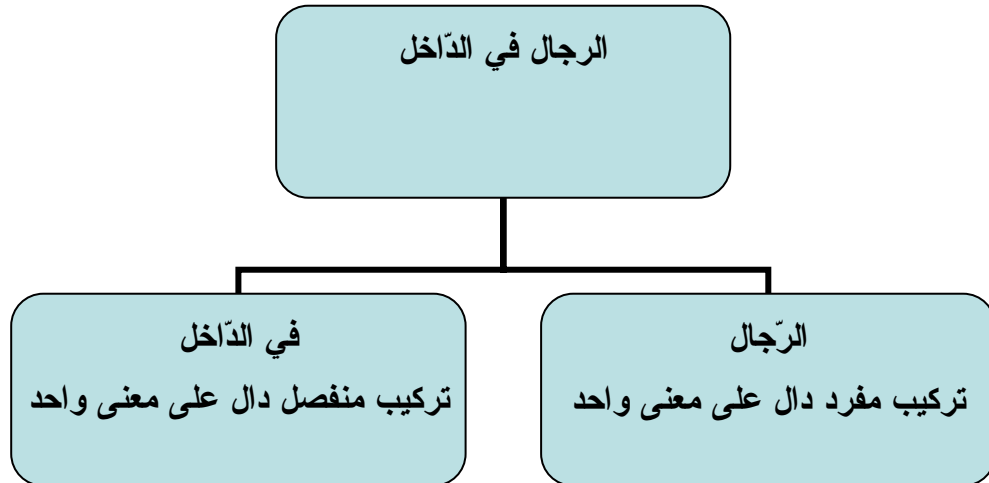 الرجال في الدّاخل
الرّجال
تركيب مفرد دال على معنى واحد
في الدّاخل
تركيب منفصل دال على معنى واحد